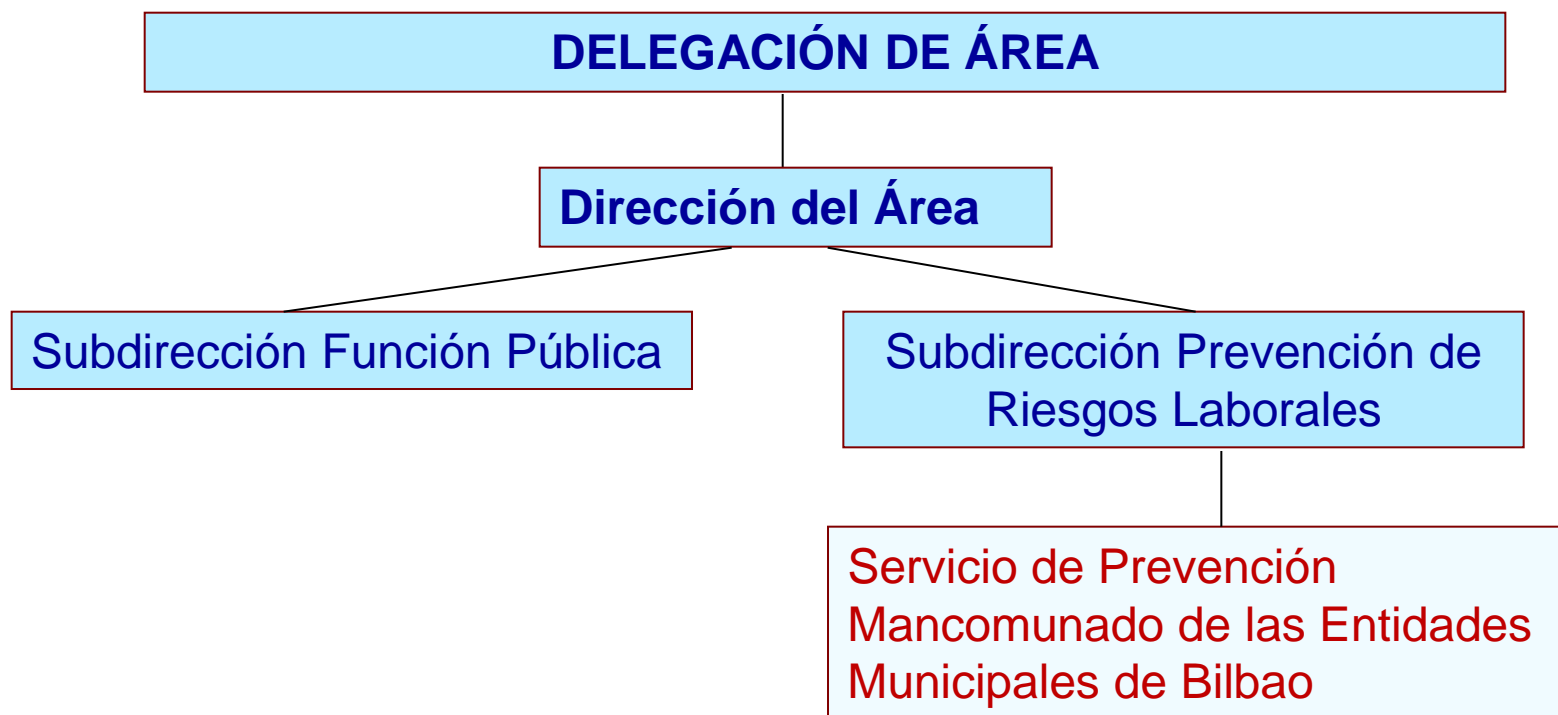 DELEGACIÓN DE ÁREA
Dirección del Área
Subdirección Función Pública
Subdirección Prevención de
Riesgos Laborales
Servicio de Prevención
Mancomunado de las Entidades
Municipales de Bilbao